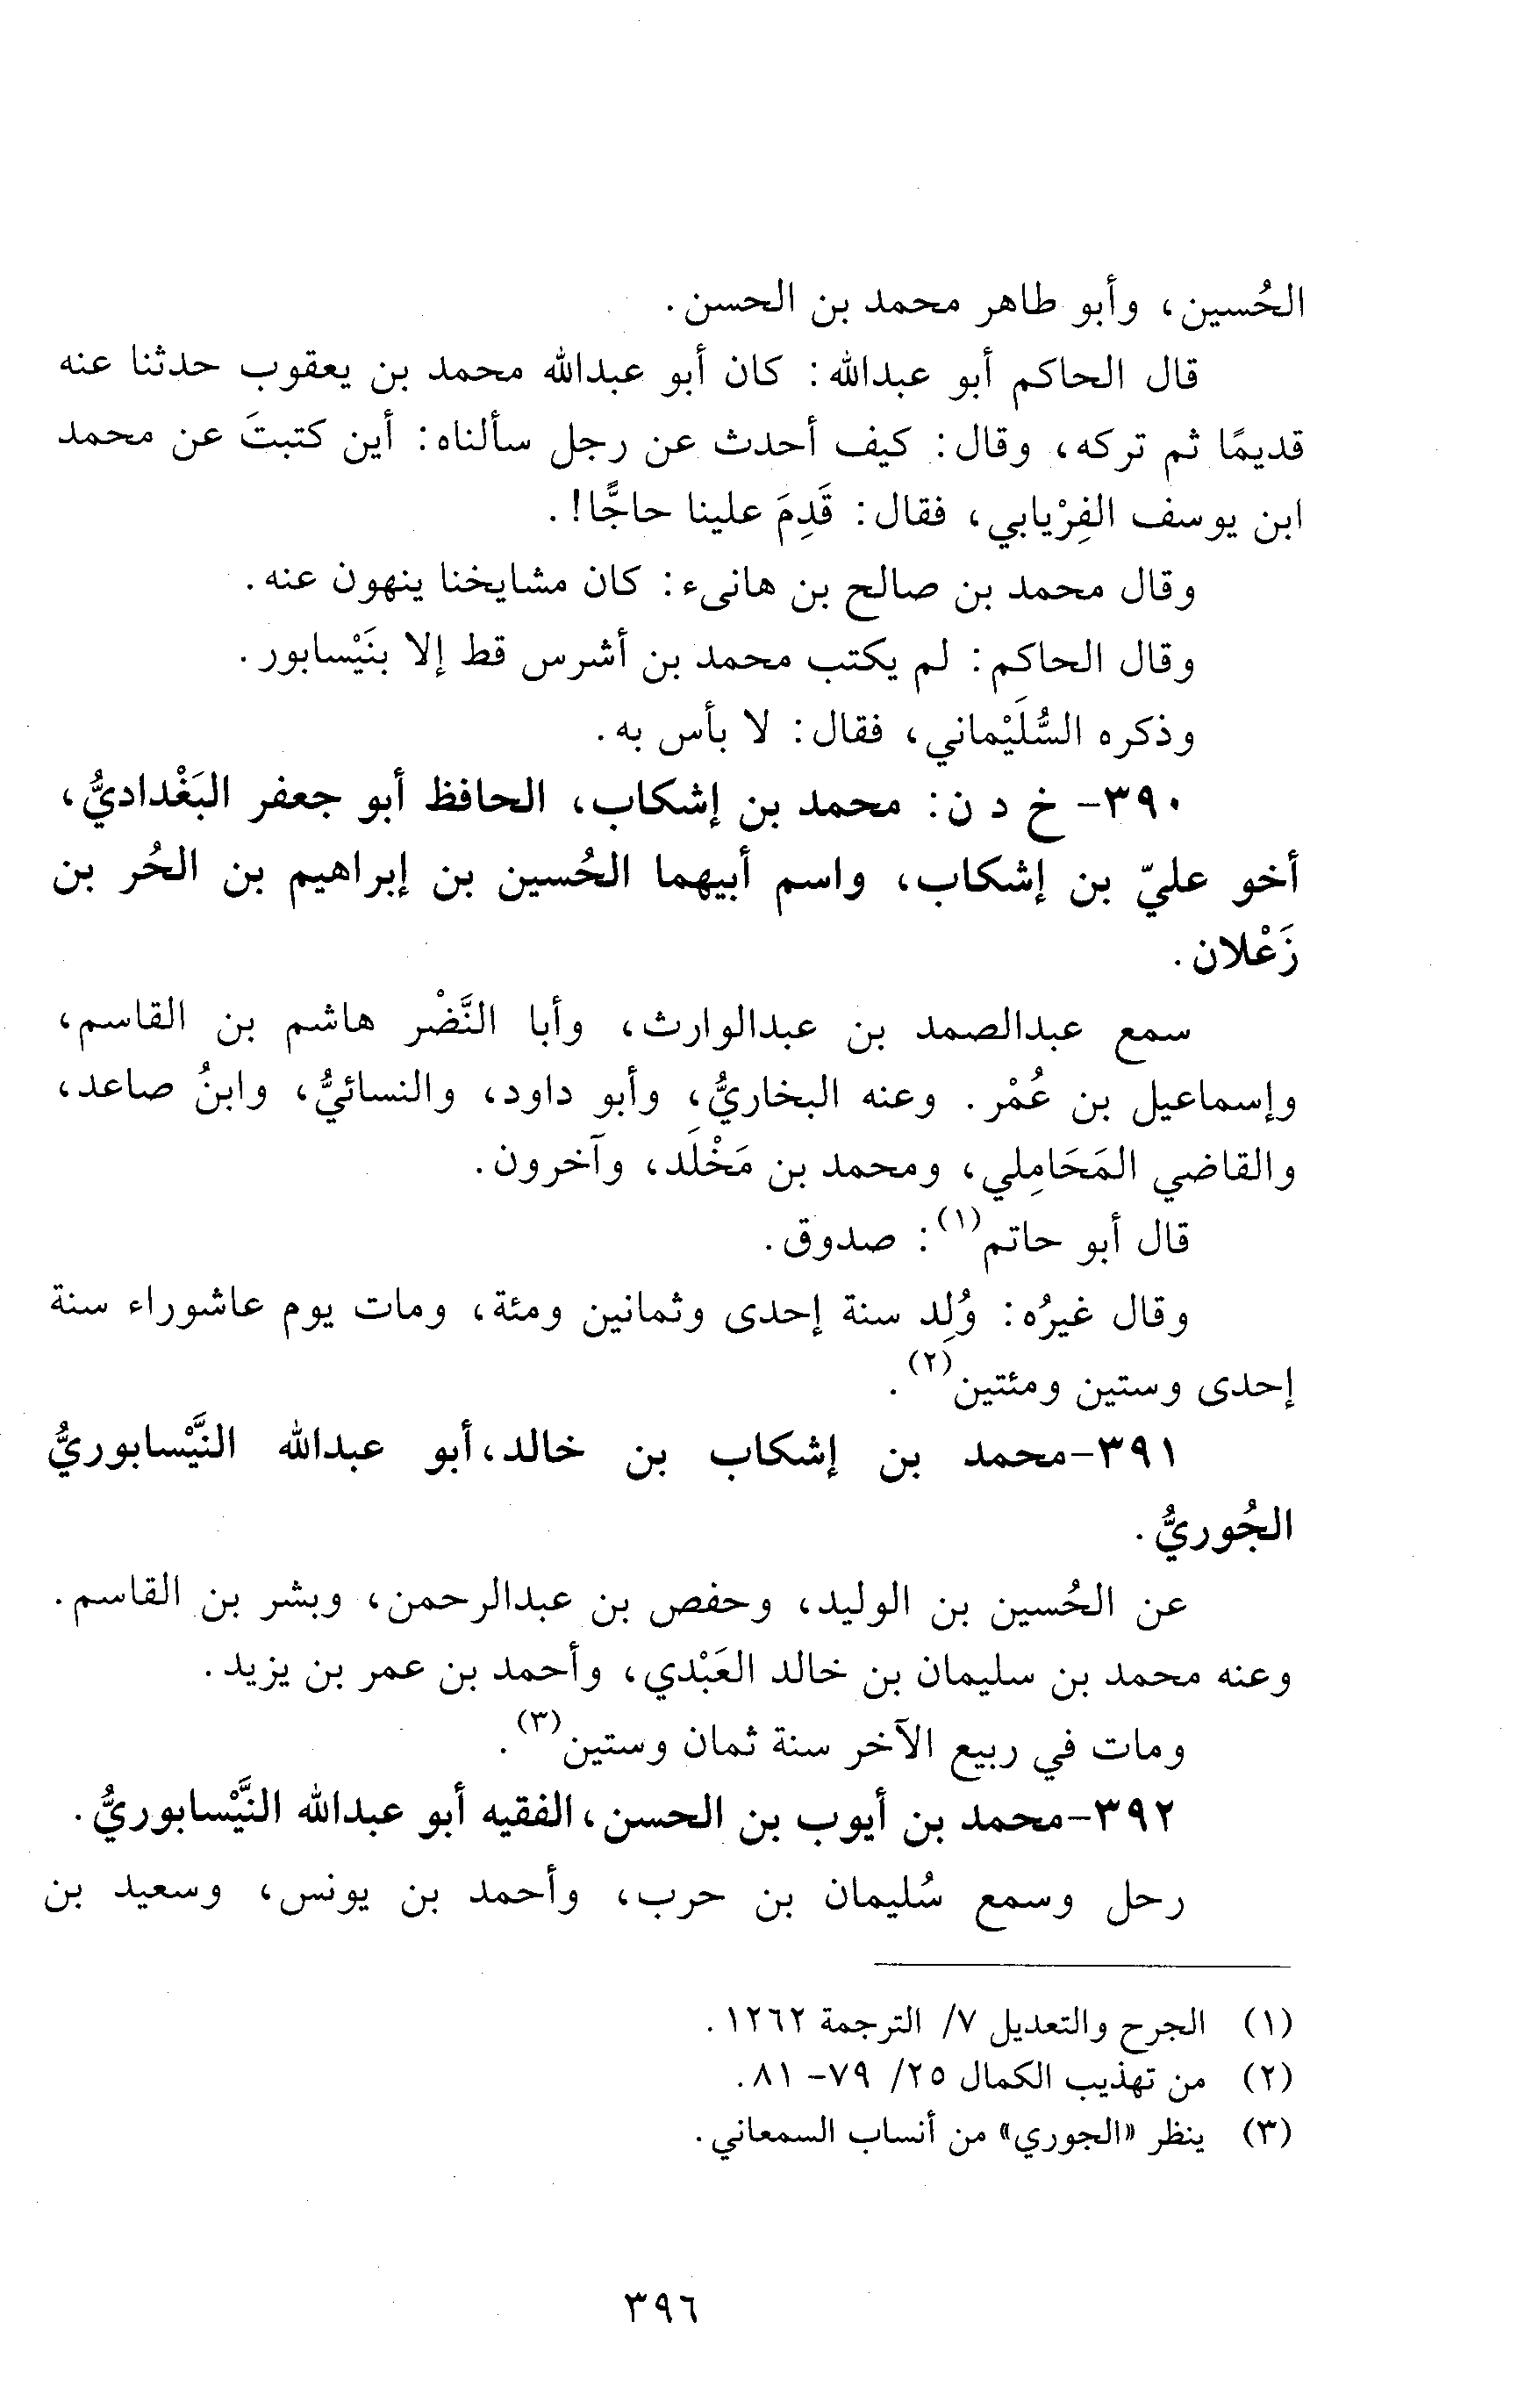 الحُسين، وأبو طاهر محمد بن الحسن.
قال الحاكم أبو عبدالله: كان أبو عبدالله محمد بن يعقوب حدثنا عنه
قديمًا ثم تركه، وقال: كيف أحدث عن رجل سألناه: أين كتبتَ عن محمد
ابن يوسف الفِرْيابي، فقال: قَدِمَ علينا حاجًّا!.
وقال محمد بن صالح بن هانىء: كان مشايخنا ينهون عنه.
وقال الحاكم: لم يكتب محمد بن أشرس قط إلا بنَيْسابور.
وذكره السُّلَيْماني، فقال: لا بأس به.
٣٩٠- خ د ن: محمد بن إشكاب، الحافظ أبو جعفر البَغْداديُّ،
أخو عليّ بن إشكاب، واسم أبيهما الحُسين بن إبراهيم بن الحُر بن
زَعْلان.
سمع عبدالصمد بن عبدالوارث، وأبا النَّضْر هاشم بن القاسم،
وإسماعيل بن عُمْر. وعنه البخاريُّ، وأبو داود، والنسائيُّ، وابنُ صاعد،
والقاضي المَحَامِلي، ومحمد بن مَخْلَد، وآخرون.
قال أبو حاتم(١): صدوق.
وقال غيرُه: وُلِد سنة إحدى وثمانين ومئة، ومات يوم عاشوراء سنة
إحدى وستين ومئتين(٢).
٣٩١-محمد بن إشكاب بن خالد،أبو عبدالله النَّيْسابوريُّ
الجُوريُّ.
عن الحُسين بن الوليد، وحفص بن عبدالرحمن، وبشر بن القاسم.
وعنه محمد بن سليمان بن خالد العَبْدي، وأحمد بن عمر بن يزيد.
ومات في ربيع الآخر سنة ثمان وستين(٣).
٣٩٢-محمد بن أيوب بن الحسن،الفقيه أبو عبدالله النَّيْسابوريُّ.
رحل وسمع سُليمان بن حرب، وأحمد بن يونس، وسعيد بن
(١) الجرح والتعديل ٧/ الترجمة ١٢٦٢.
(٢) من تهذيب الكمال ٢٥/ ٧٩- ٨١.
(٣) ينظر «الجوري» من أنساب السمعاني.
٣٩٦